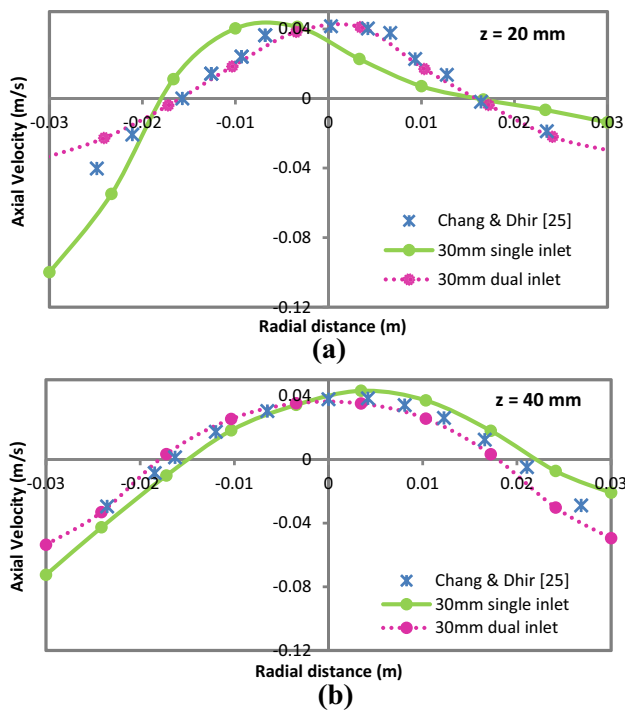 0.04
z = 20 mm
0
-0.03
-0.02
-0.01
0
0.01
0.02
0.03
-0.04
-0.08
-0.12
Axial Velocity (m/s)
Chang & Dhir [25]
30mm single inlet
30mm dual inlet
Radial distance (m)
(a)
0.04
z = 40 mm
0
-0.03
-0.02
-0.01
0
0.01
0.02
0.03
-0.04
-0.08
-0.12
Axial Velocity (m/s)
Chang & Dhir [25]
30mm single inlet
30mm dual inlet
Radial distance (m)
(b)